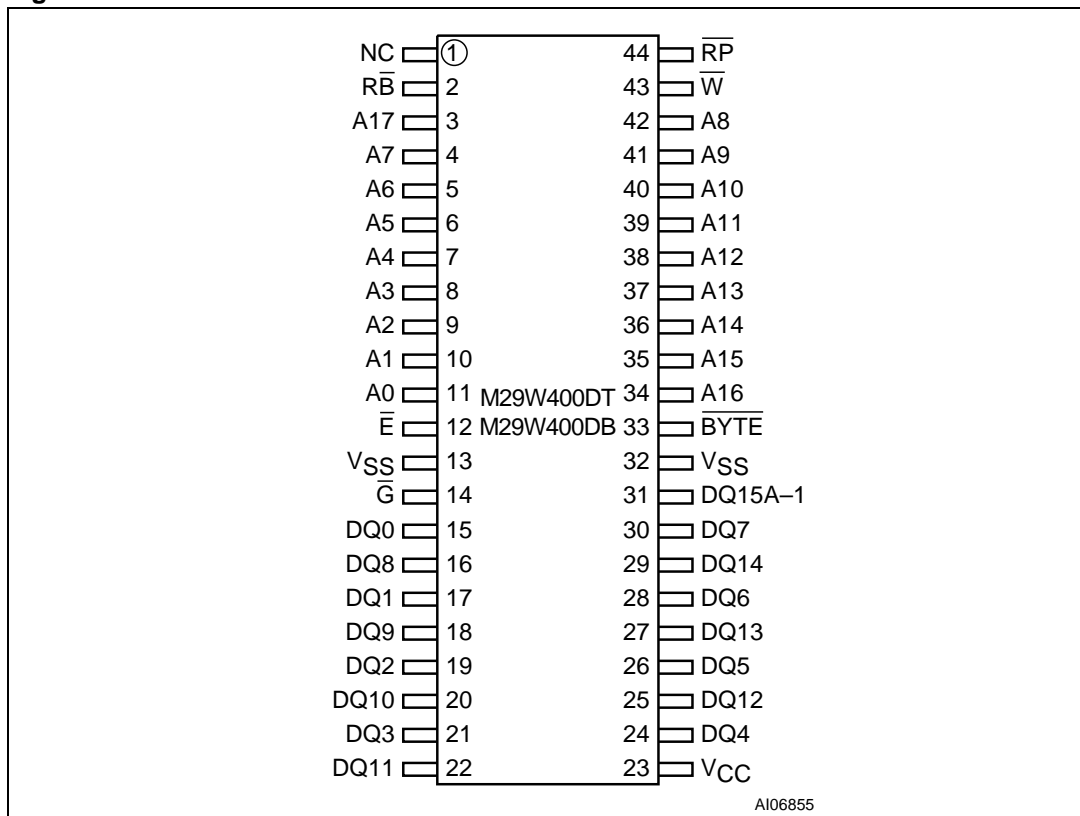 NC 1 44 R̅P̅
RB̅ 2 43 W̅
A17 3 42 A8
A7 4 41 A9
A6 5 40 A10
A5 6 39 A11
A4 7 38 A12
A3 8 37 A13
A2 9 36 A14
A1 10 35 A15
A0 11 M29W400DT 34 A16
E̅ 12 M29W400DB 33 B̅Y̅T̅E̅
VSS 13 32 VSS
G̅ 14 31 DQ15A–1
DQ0 15 30 DQ7
DQ8 16 29 DQ14
DQ1 17 28 DQ6
DQ9 18 27 DQ13
DQ2 19 26 DQ5
DQ10 20 25 DQ12
DQ3 21 24 DQ4
DQ11 22 23 VCC
AI06855